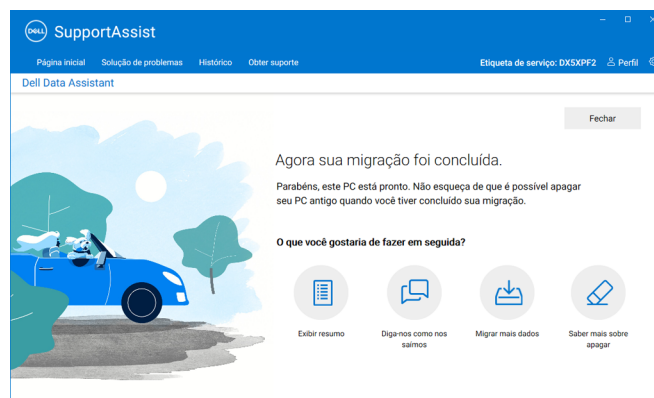 DELL SupportAssist
Página inicial Solução de problemas Histórico Obter suporte Etiqueta de serviço: DX5XPF2 Perfil
Dell Data Assistant
Fechar
Agora sua migração foi concluída.
Parabéns, este PC está pronto. Não esqueça de que é possível apagar
seu PC antigo quando você tiver concluído sua migração.
O que você gostaria de fazer em seguida?
Exibir resumo
Diga-nos como nos
saímos
Migrar mais dados
Saber mais sobre
apagar